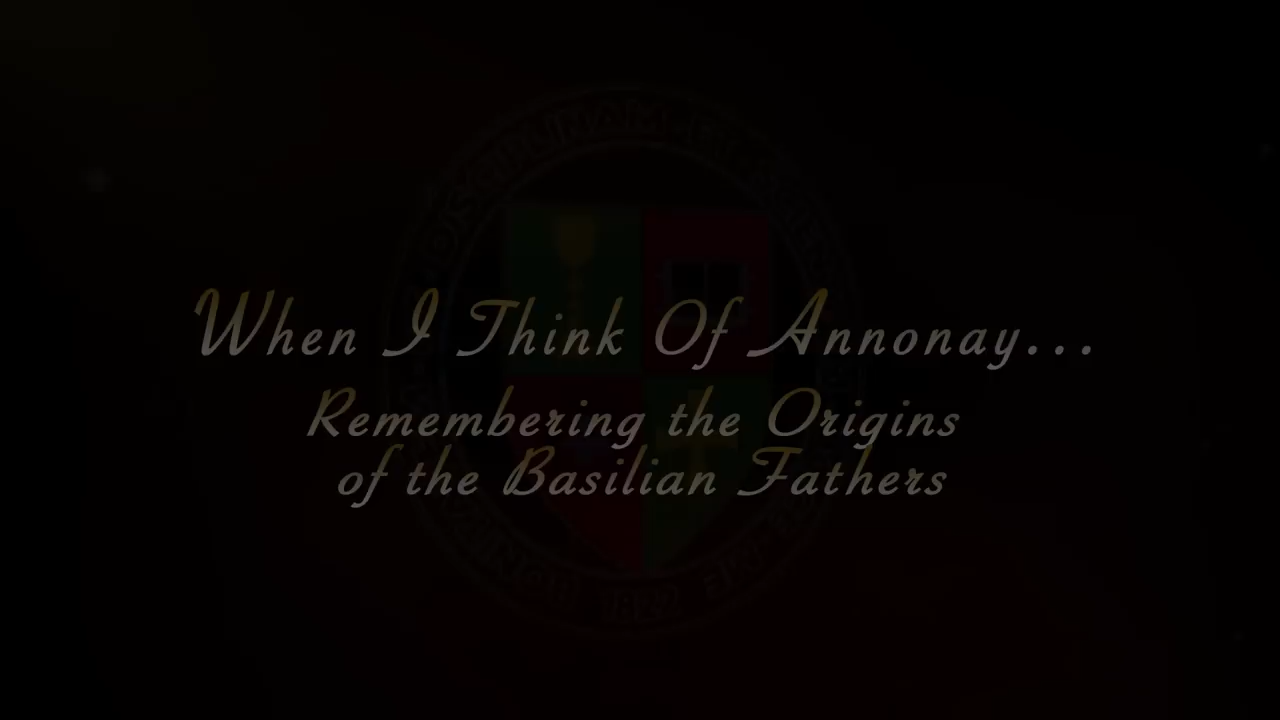 When I Think Of Annonay...
Remembering the Origins
of the Basilian Fathers